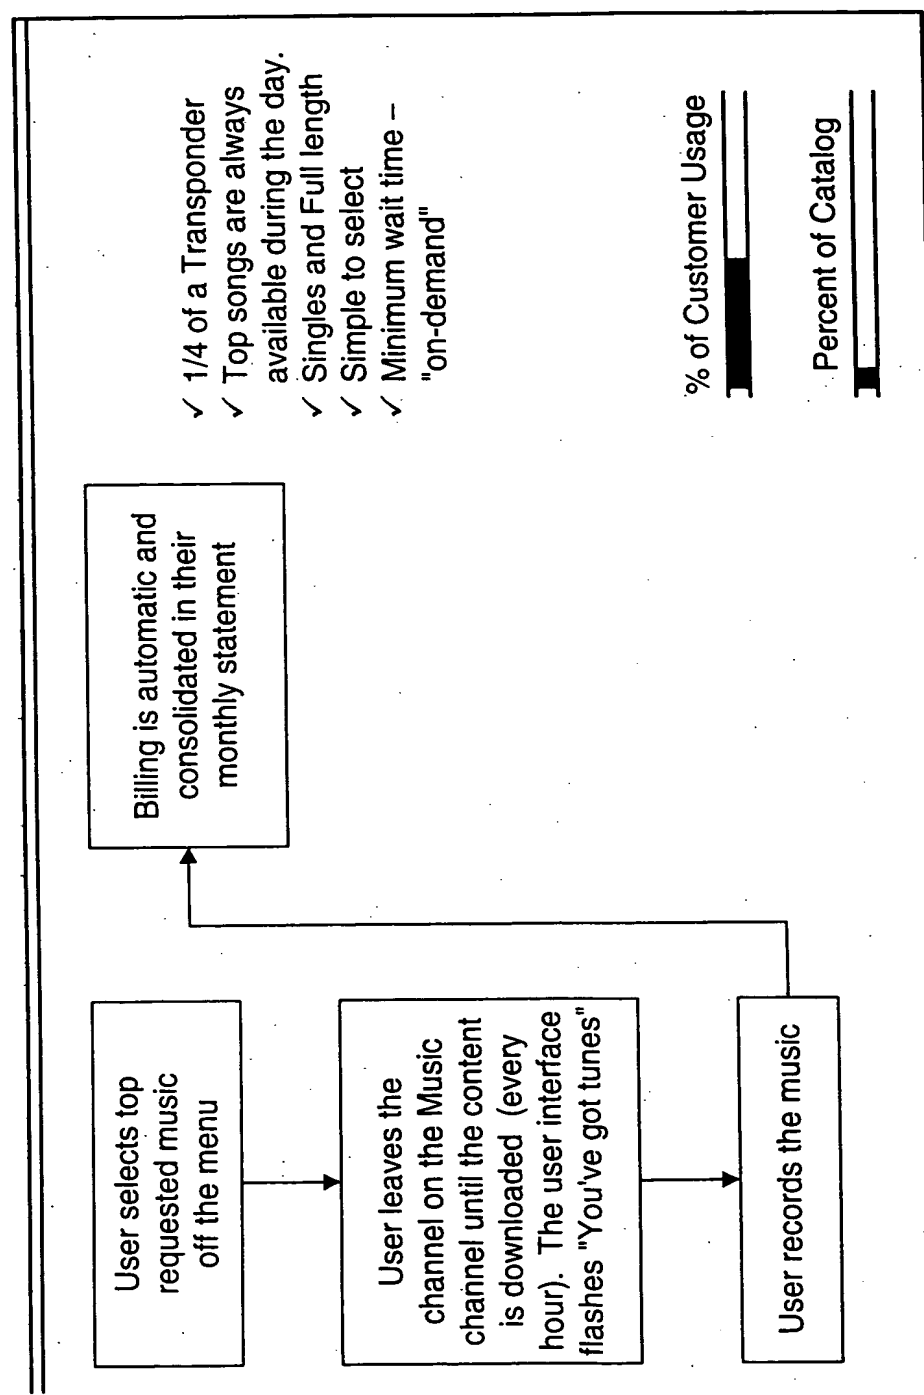 User selects top
requested music
off the menu
User leaves the
channel on the Music
channel until the content
is downloaded (every
hour). The user interface
flashes "You've got tunes"
User records the music
Billing is automatic and
consolidated in their
monthly statement
✓ 1/4 of a Transponder
✓ Top songs are always
available during the day.
✓ Singles and Full length
✓ Simple to select
✓ Minimum wait time –
"on-demand"
% of Customer Usage
Percent of Catalog